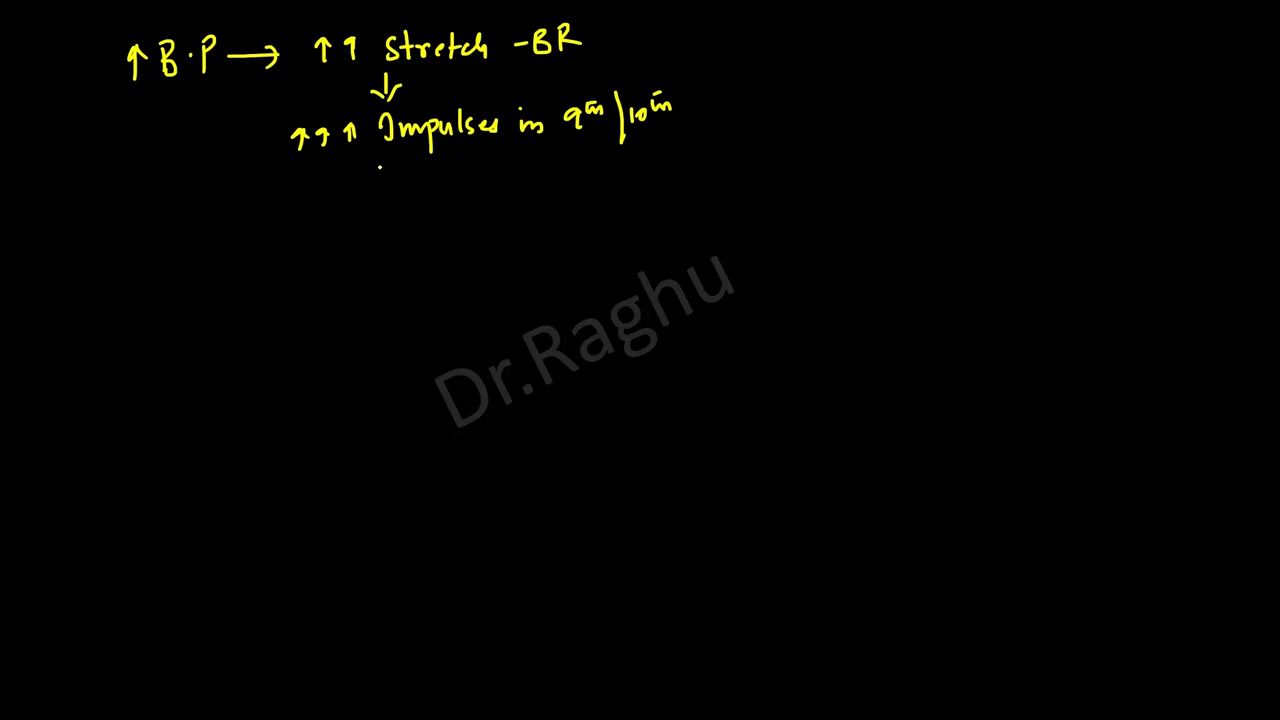 ↑ B.P → ↑↑ Stretch - BR
↓
↑↑↑ Impulses in 9th/10th
Dr.Raghu